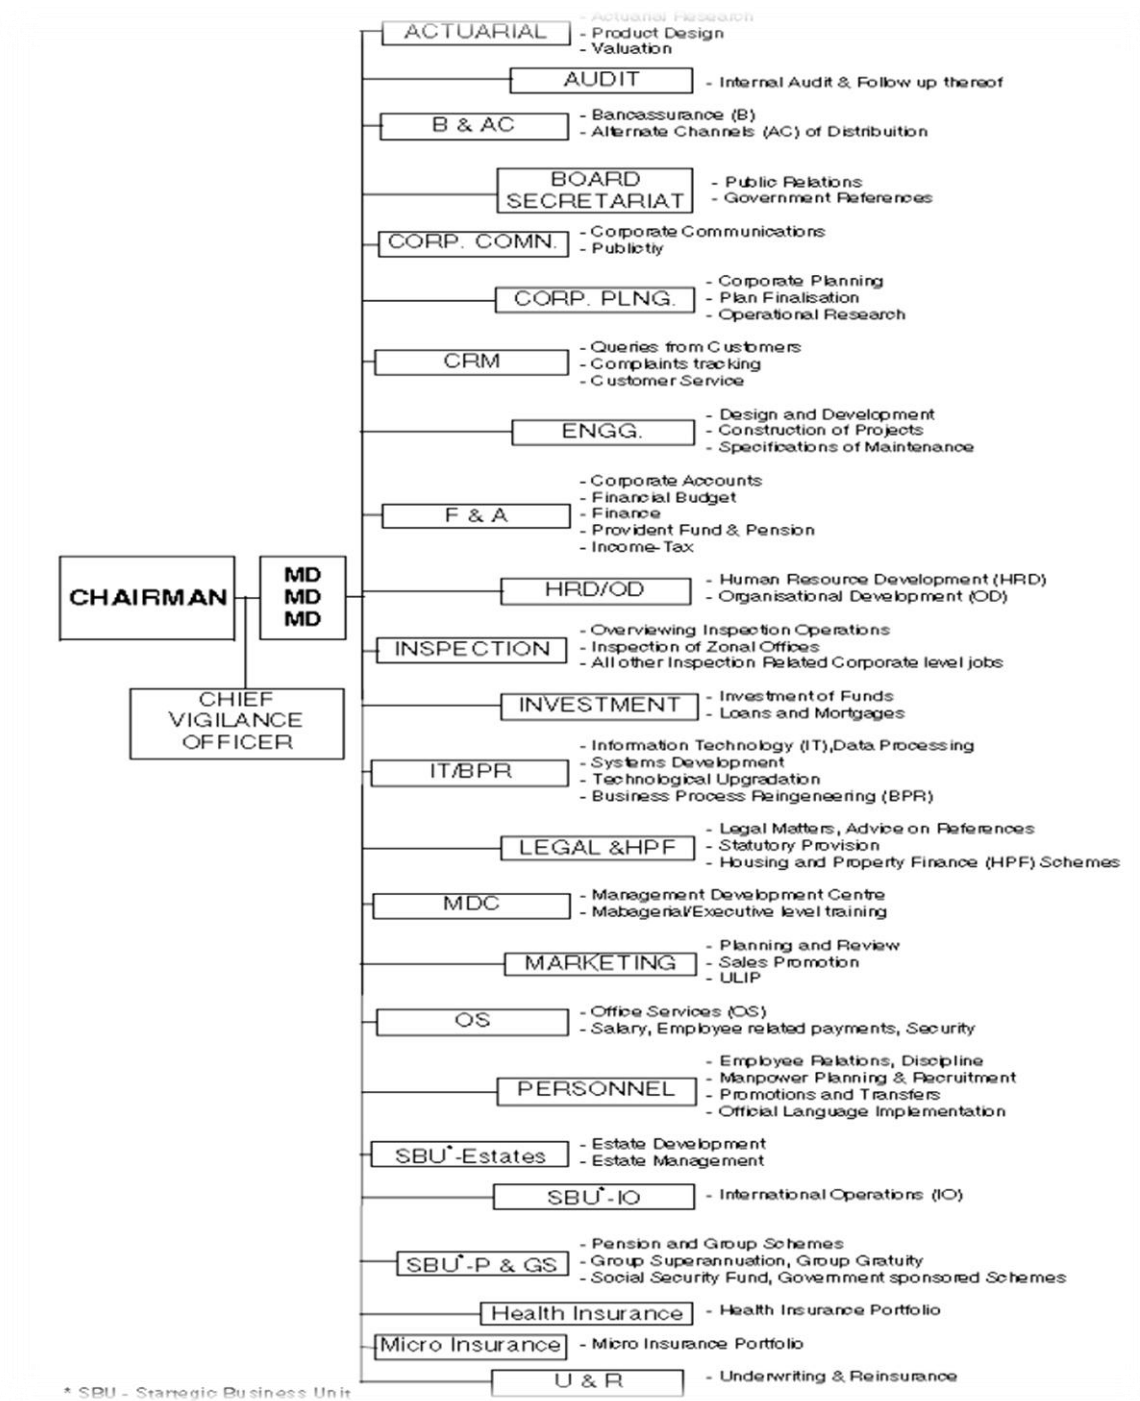 - Actuarial Research
ACTUARIAL
- Product Design
- Valuation
AUDIT
- Internal Audit & Follow up thereof
B & AC
- Bancassurance (B)
- Alternate Channels (AC) of Distribuition
BOARD
SECRETARIAT
- Public Relations
- Government References
CORP. COMN.
- Corporate Communications
- Publictiy
CORP. PLNG.
- Corporate Planning
- Plan Finalisation
- Operational Research
CRM
- Queries from Customers
- Complaints tracking
- Customer Service
ENGG.
- Design and Development
- Construction of Projects
- Specifications of Maintenance
F & A
- Corporate Accounts
- Financial Budget
- Finance
- Provident Fund & Pension
- Income-Tax
CHAIRMAN
MD
MD
MD
CHIEF
VIGILANCE
OFFICER
HRD/OD
- Human Resource Development (HRD)
- Organisational Development (OD)
INSPECTION
- Overviewing Inspection Operations
- Inspection of Zonal Offices
- All other Inspection Related Corporate level jobs
INVESTMENT
- Investment of Funds
- Loans and Mortgages
IT/BPR
- Information Technology (IT),Data Processing
- Systems Development
- Technological Upgradation
- Business Process Reingeneering (BPR)
LEGAL &HPF
- Legal Matters, Advice on References
- Statutory Provision
- Housing and Property Finance (HPF) Schemes
MDC
- Management Development Centre
- Mabagerial/Executive level training
MARKETING
- Planning and Review
- Sales Promotion
- ULIP
OS
- Office Services (OS)
- Salary, Employee related payments, Security
PERSONNEL
- Employee Relations, Discipline
- Manpower Planning & Recruitment
- Promotions and Transfers
- Official Language Implementation
SBU*-Estates
- Estate Development
- Estate Management
SBU*-IO
- International Operations (IO)
SBU*-P & GS
- Pension and Group Schemes
- Group Superannuation, Group Gratuity
- Social Security Fund, Government sponsored Schemes
Health Insurance
- Health Insurance Portfolio
Micro Insurance
- Micro Insurance Portfolio
U & R
- Underwriting & Reinsurance
* SBU - Starregic Business Unit